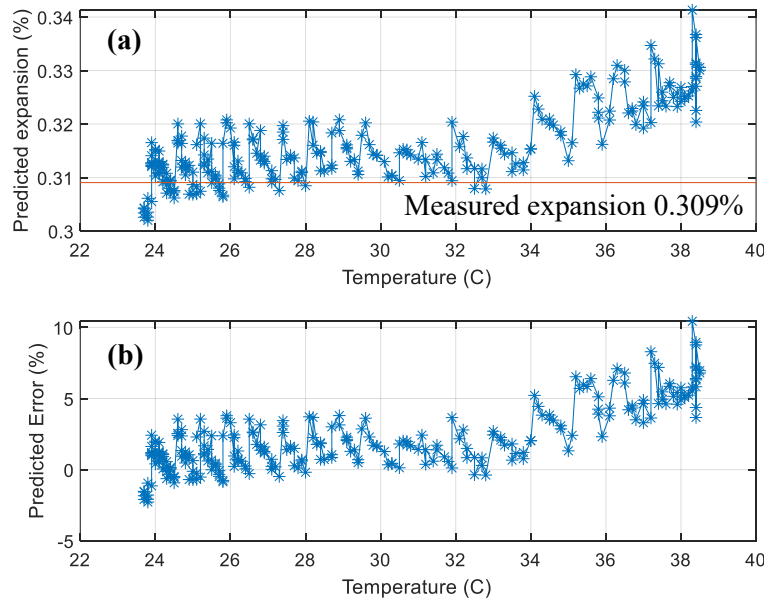 (a)
Predicted expansion (%)
0.34
0.33
0.32
0.31
0.3
Measured expansion 0.309%
22 24 26 28 30 32 34 36 38 40
Temperature (C)
(b)
Predicted Error (%)
10
5
0
-5
22 24 26 28 30 32 34 36 38 40
Temperature (C)